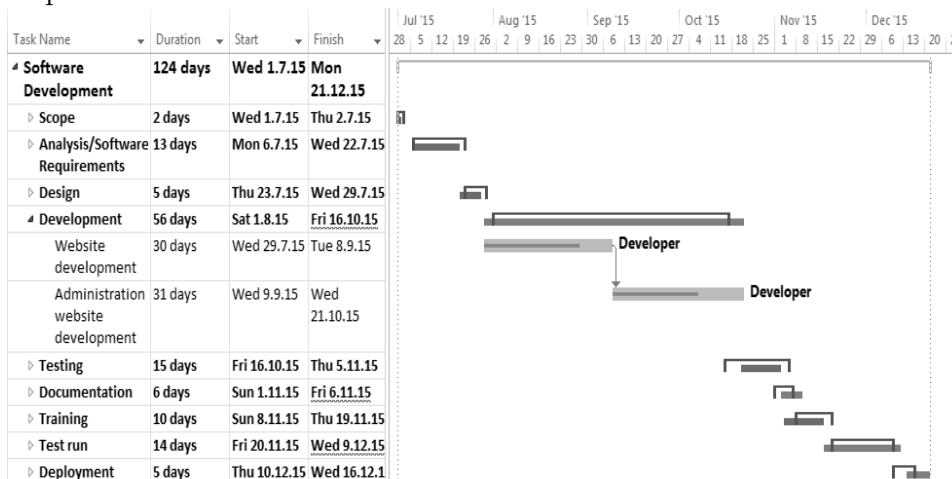 Jul '15 Aug '15 Sep '15 Oct '15 Nov '15 Dec '15
Task Name Duration Start Finish 28 5 12 19 26 2 9 16 23 30 6 13 20 27 4 11 18 25 1 8 15 22 29 6 13 20
Software 124 days Wed 1.7.15 Mon
Development 21.12.15
Scope 2 days Wed 1.7.15 Thu 2.7.15
Analysis/Software 13 days Mon 6.7.15 Wed 22.7.15
Requirements
Design 5 days Thu 23.7.15 Wed 29.7.15
Development 56 days Sat 1.8.15 Fri 16.10.15
Website 30 days Wed 29.7.15 Tue 8.9.15 Developer
development
Administration 31 days Wed 9.9.15 Wed Developer
website 21.10.15
development
Testing 15 days Fri 16.10.15 Thu 5.11.15
Documentation 6 days Sun 1.11.15 Fri 6.11.15
Training 10 days Sun 8.11.15 Thu 19.11.15
Test run 14 days Fri 20.11.15 Wed 9.12.15
Deployment 5 days Thu 10.12.15 Wed 16.12.1